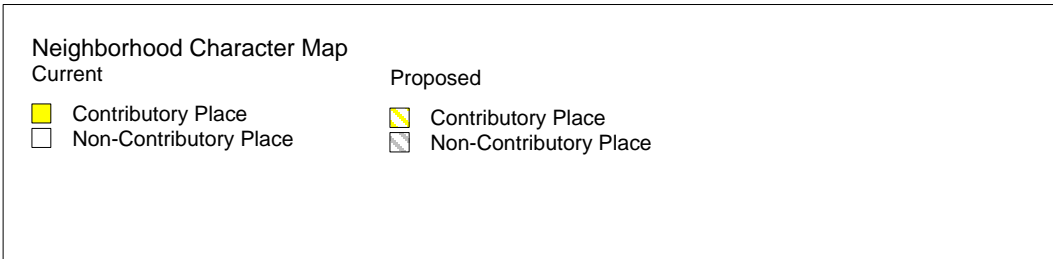 Neighborhood Character Map
Current
Contributory Place
Non-Contributory Place
Proposed
Contributory Place
Non-Contributory Place